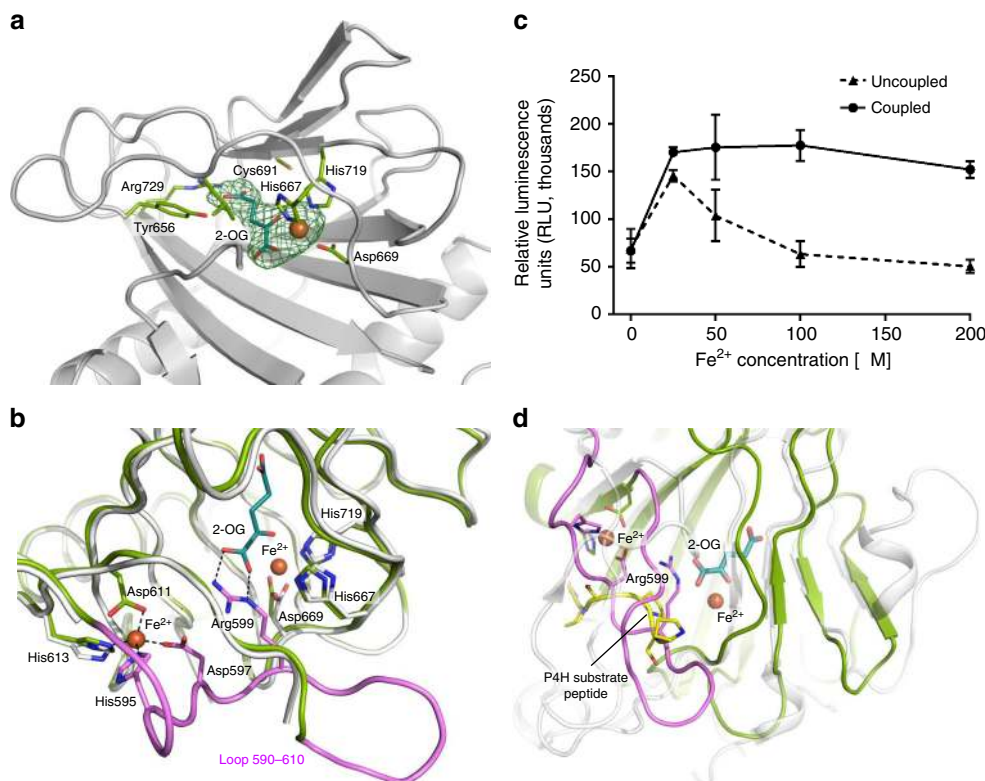 a
Cys691
His719
Arg729
His667
Tyr656
2-OG
Asp669
c
250
200
150
100
50
0
Relative luminescence
units (RLU, thousands)
Uncoupled
Coupled
0
50
100
150
200
Fe2+ concentration [ M]
b
His719
2-OG
Fe2+
Asp611
Fe2+
His667
Asp669
Arg599
His613
Asp597
His595
Loop 590–610
d
Fe2+
2-OG
Arg599
Fe2+
P4H substrate
peptide